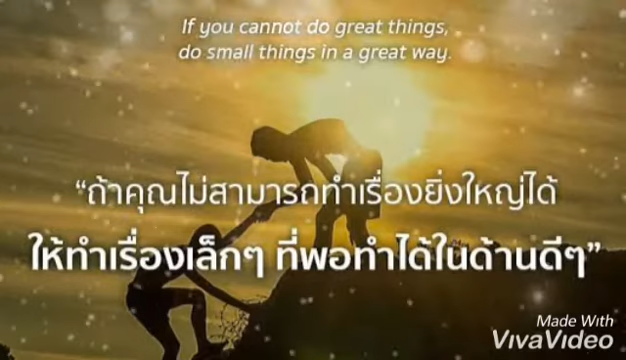 If you cannot do great things,
do small things in a great way.
“ถ้าคุณไม่สามารถทำเรื่องยิ่งใหญ่ได้
ให้ทำเรื่องเล็กๆ ที่พอทำได้ในด้านดีๆ”
Made With
VivaVideo